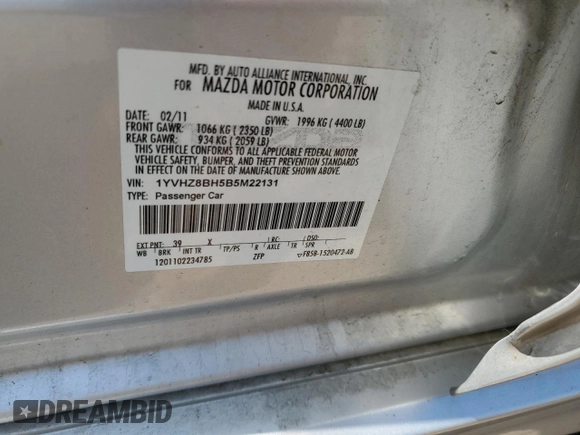 MFD. BY AUTO ALLIANCE INTERNATIONAL, INC.
FOR MAZDA MOTOR CORPORATION
MADE IN U.S.A.
DATE: 02/11 GVWR: 1996 KG ( 4400 LB)
FRONT GAWR: 1066 KG ( 2350 LB)
REAR GAWR: 934 KG ( 2059 LB)
THIS VEHICLE CONFORMS TO ALL APPLICABLE FEDERAL MOTOR
VEHICLE SAFETY, BUMPER, AND THEFT PREVENTION STANDARDS
IN EFFECT ON THE DATE OF MANUFACTURE SHOWN ABOVE.
VIN: 1YVHZ8BH5B5M22131
TYPE: Passenger Car
EXT PNT: 39 X RC: DSO:
WB BRK INT TR TP/PS R AXLE TR SPR
1201102234785 ZFP F85B-1520472-AB
DREAMBID